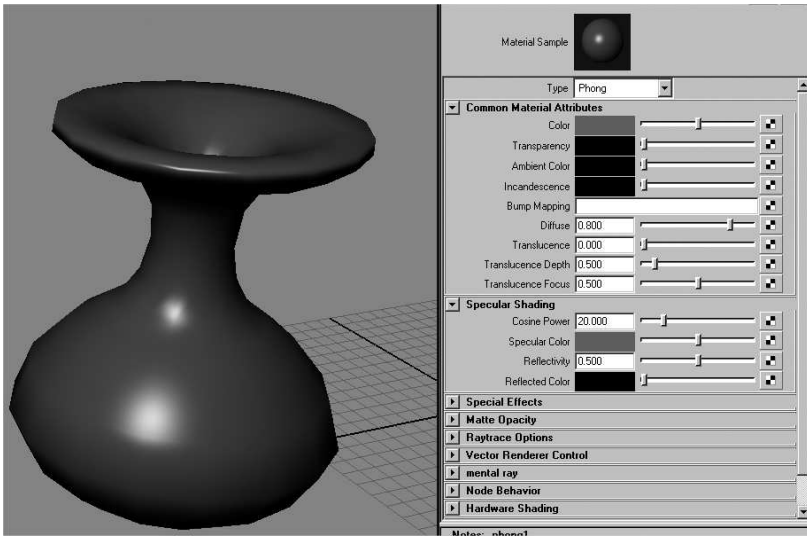 Material Sample
Type Phong
Common Material Attributes
Color
Transparency
Ambient Color
Incandescence
Bump Mapping
Diffuse 0.800
Translucence 0.000
Translucence Depth 0.500
Translucence Focus 0.500
Specular Shading
Cosine Power 20.000
Specular Color
Reflectivity 0.500
Reflected Color
Special Effects
Matte Opacity
Raytrace Options
Vector Renderer Control
mental ray
Node Behavior
Hardware Shading
Notes: phong1